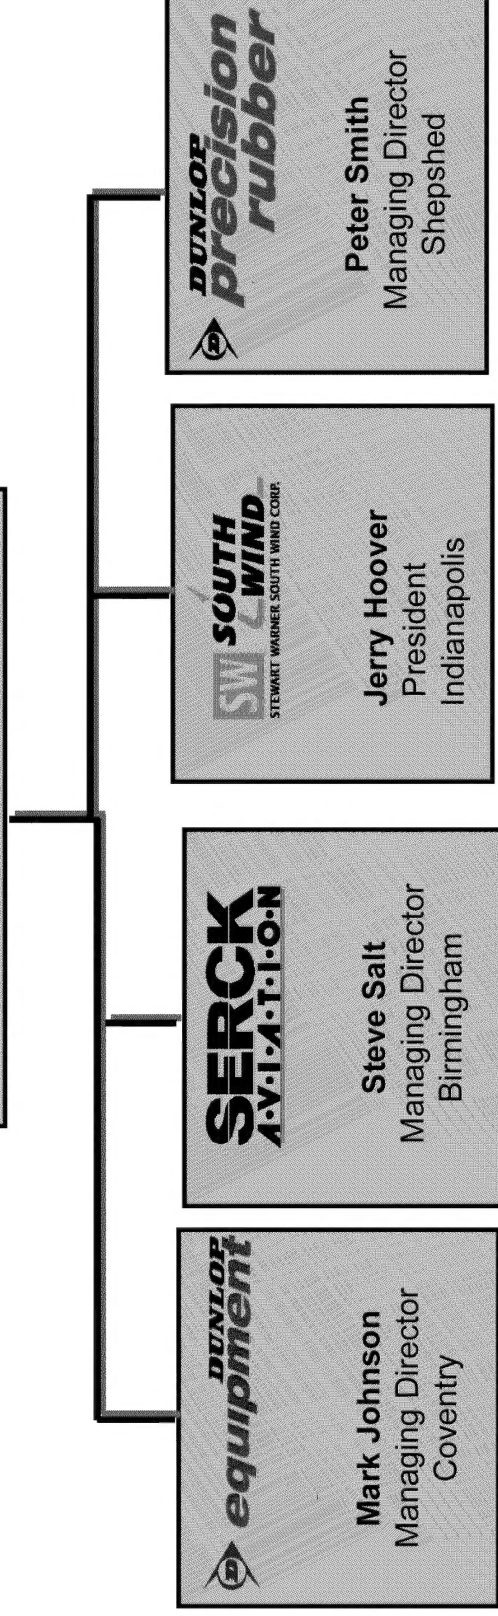 DUNLOP
equipment
Mark Johnson
Managing Director
Coventry
SERCK
A•V•I•A•T•I•O•N
Steve Salt
Managing Director
Birmingham
SW SOUTH
WIND
STEWART WARNER SOUTH WIND CORP.
Jerry Hoover
President
Indianapolis
DUNLOP
precision
rubber
Peter Smith
Managing Director
Shepshed